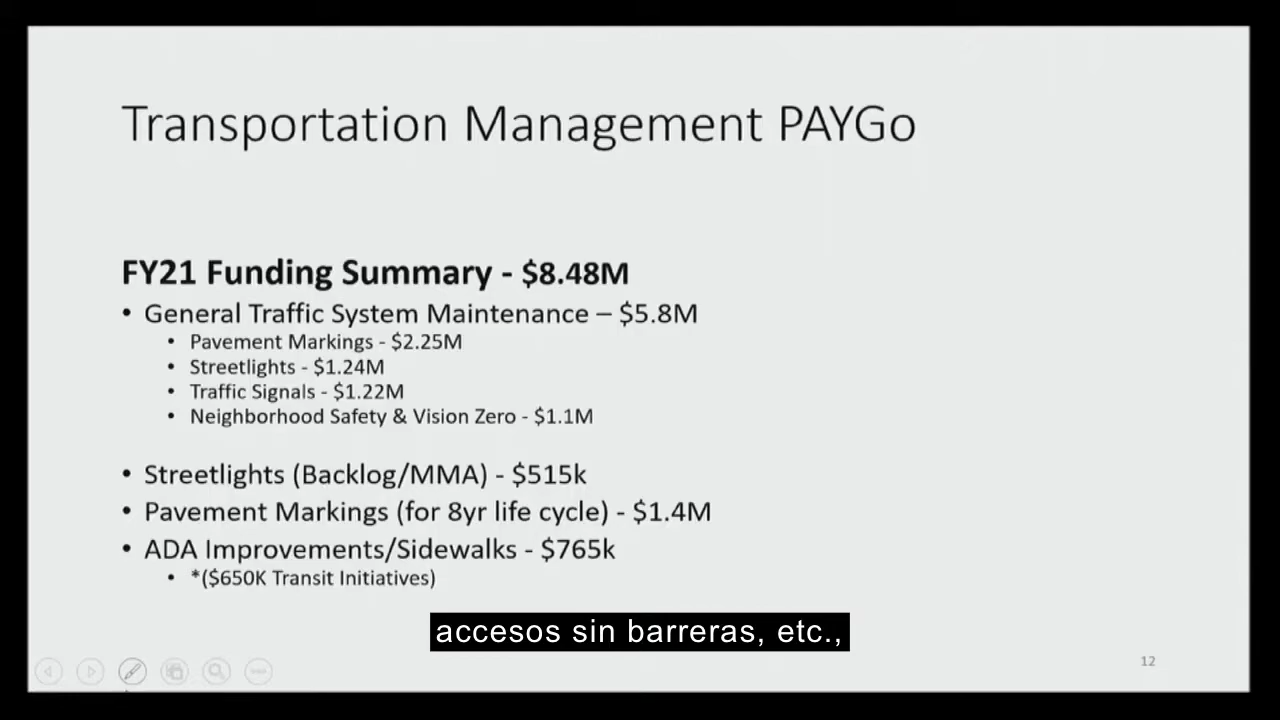 Transportation Management PAYGo
FY21 Funding Summary - $8.48M
• General Traffic System Maintenance – $5.8M
• Pavement Markings - $2.25M
• Streetlights - $1.24M
• Traffic Signals - $1.22M
• Neighborhood Safety & Vision Zero - $1.1M
• Streetlights (Backlog/MMA) - $515k
• Pavement Markings (for 8yr life cycle) - $1.4M
• ADA Improvements/Sidewalks - $765k
• *($650K Transit Initiatives)
accesos sin barreras, etc.,
12